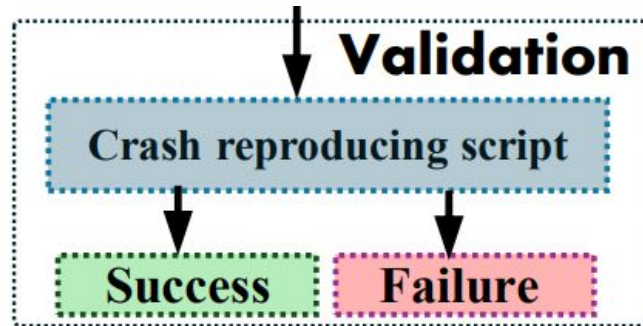 Validation
Crash reproducing script
Success
Failure